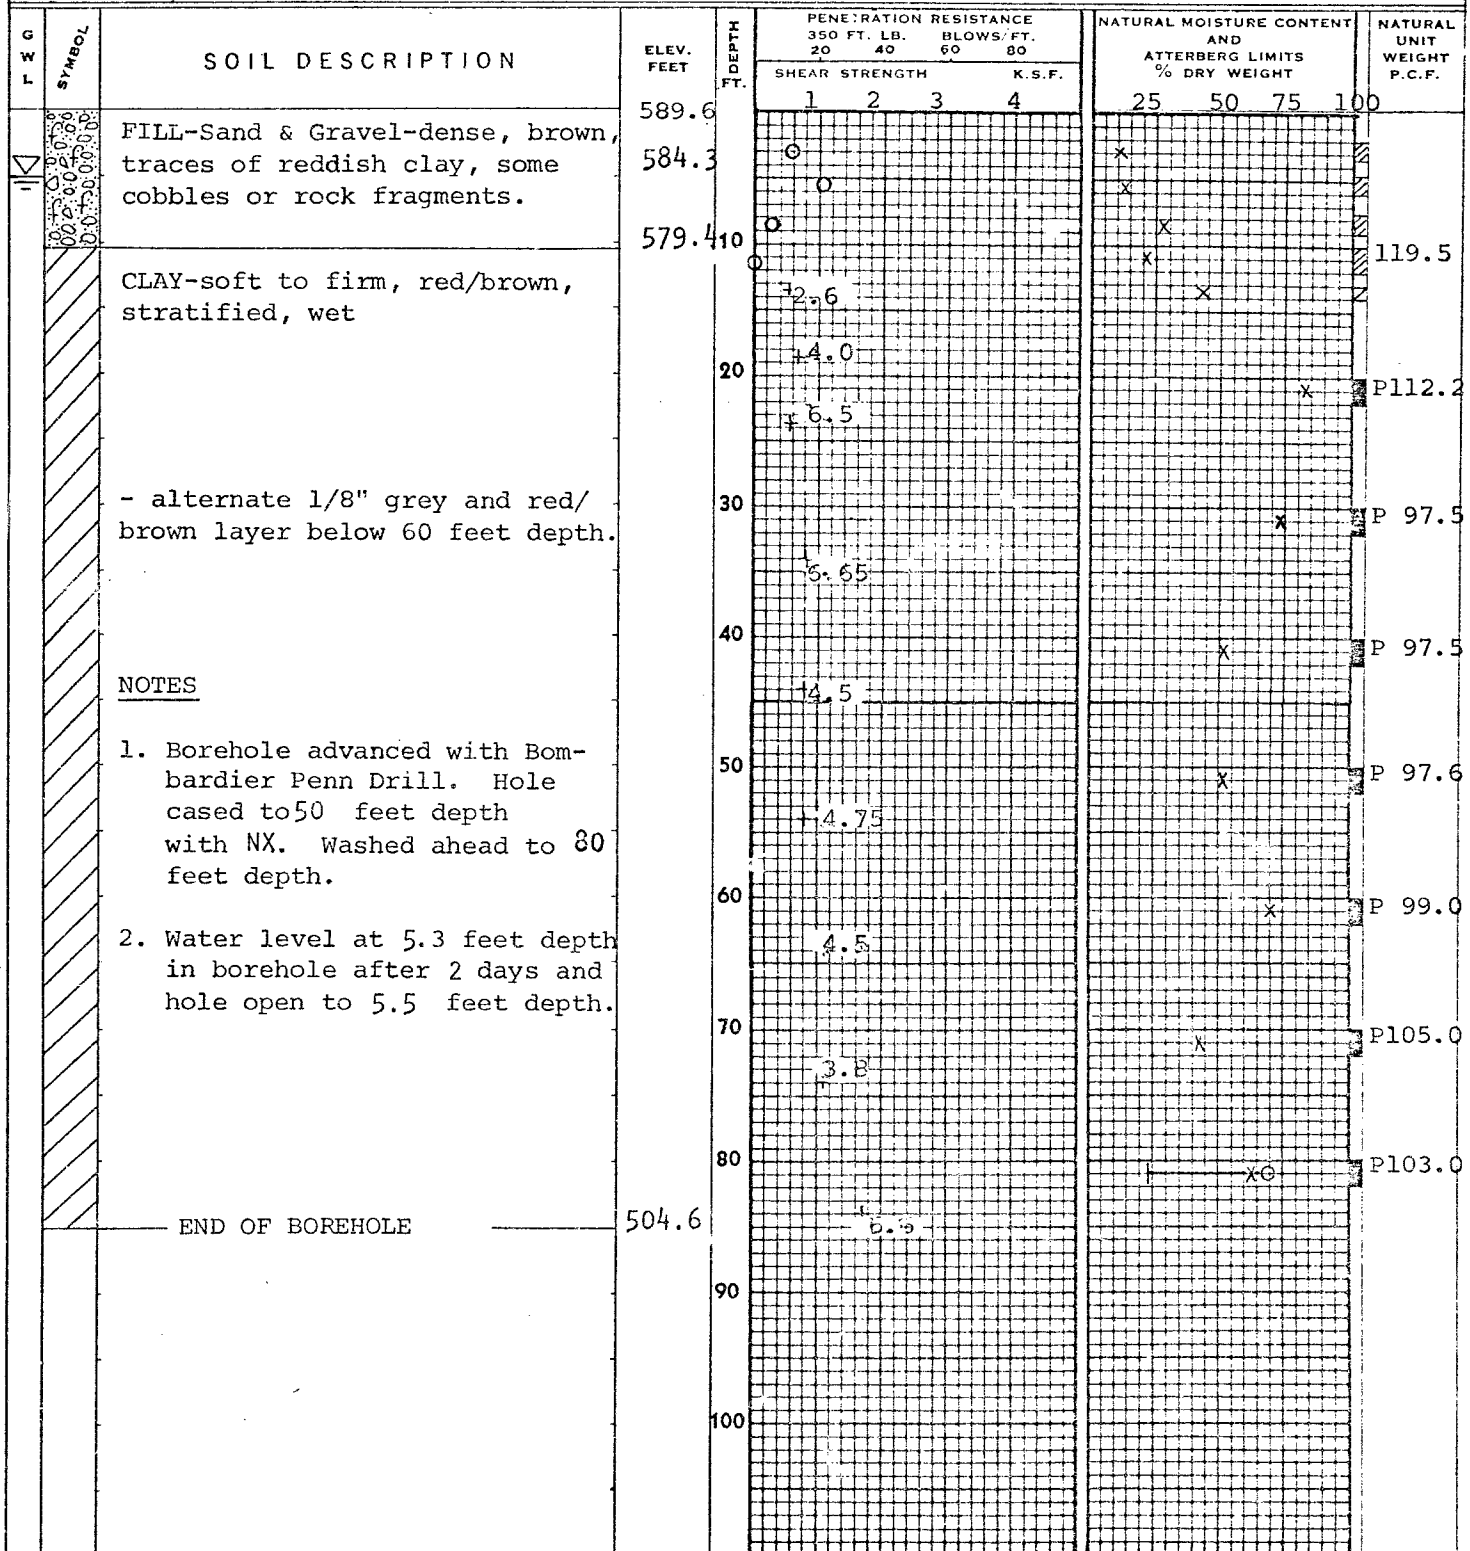 G
W
L
SYMBOL
SOIL DESCRIPTION
ELEV.
FEET
DEPTH
FT.
PENETRATION RESISTANCE
350 FT. LB. BLOWS/FT.
20 40 60 80
SHEAR STRENGTH K.S.F.
1 2 3 4
NATURAL MOISTURE CONTENT
AND
ATTERBERG LIMITS
% DRY WEIGHT
25 50 75 100
NATURAL
UNIT
WEIGHT
P.C.F.
589.6
FILL-Sand & Gravel-dense, brown,
traces of reddish clay, some
cobbles or rock fragments.
584.3
579.4
10
119.5
CLAY-soft to firm, red/brown,
stratified, wet
2.6
4.0
20
P112.2
6.5
- alternate 1/8" grey and red/
brown layer below 60 feet depth.
30
P 97.5
6.65
40
P 97.5
NOTES
4.5
1. Borehole advanced with Bom-
bardier Penn Drill. Hole
cased to 50 feet depth
with NX. Washed ahead to 80
feet depth.
50
P 97.6
4.75
60
P 99.0
2. Water level at 5.3 feet depth
in borehole after 2 days and
hole open to 5.5 feet depth.
4.5
70
P105.0
3.8
80
P103.0
END OF BOREHOLE
504.6
90
100